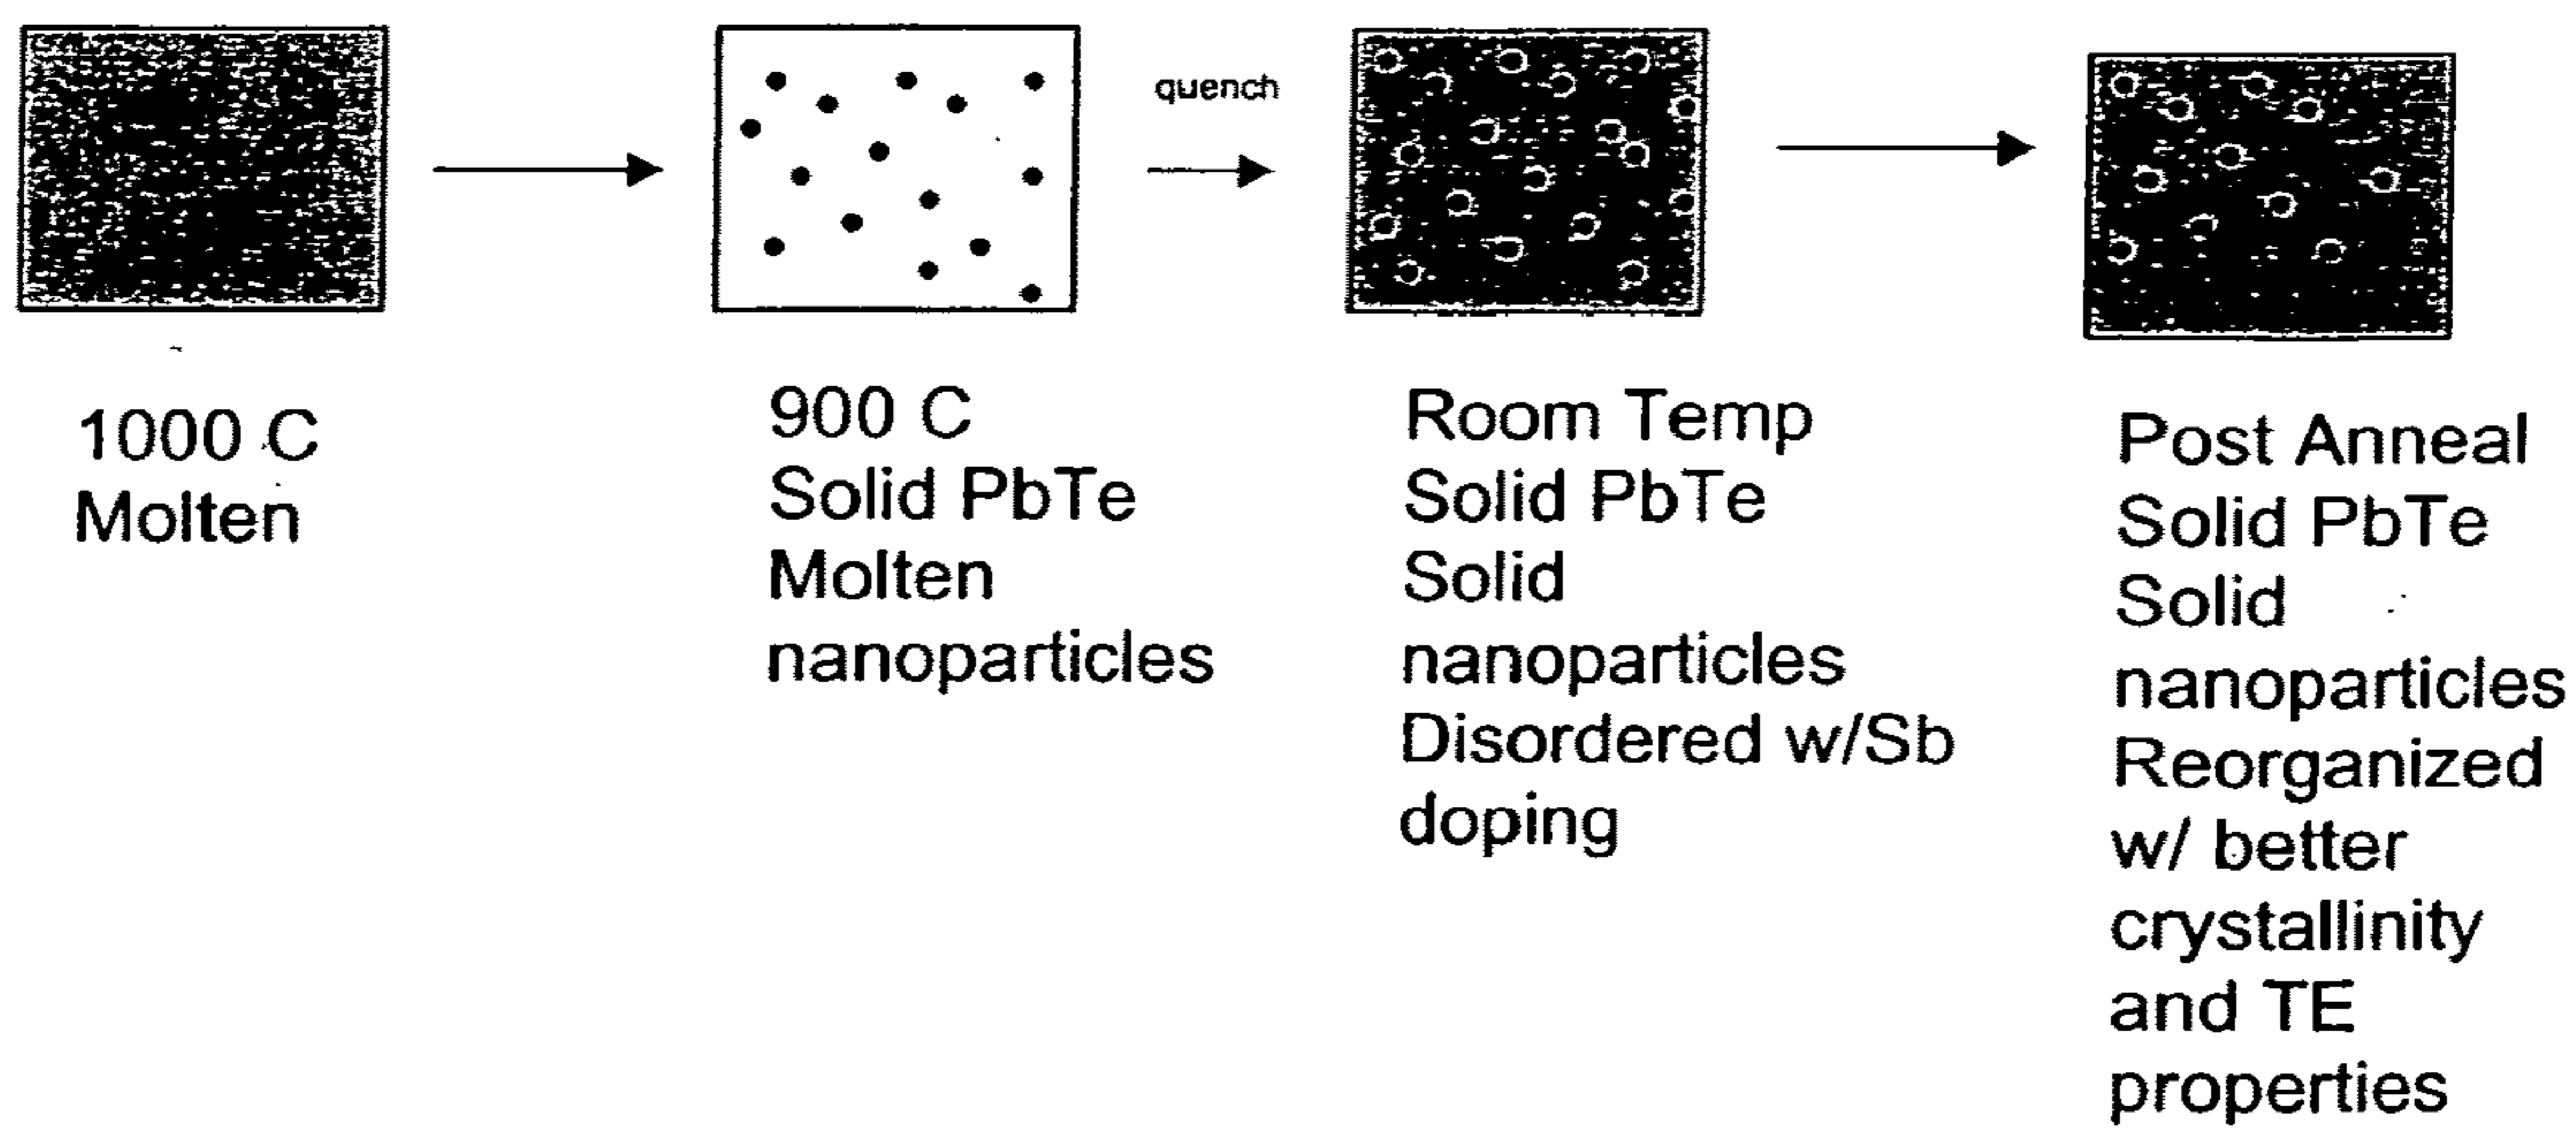 quench
1000 C
Molten
900 C
Solid PbTe
Molten
nanoparticles
Room Temp
Solid PbTe
Solid
nanoparticles
Disordered w/Sb
doping
Post Anneal
Solid PbTe
Solid
nanoparticles
Reorganized
w/ better
crystallinity
and TE
properties